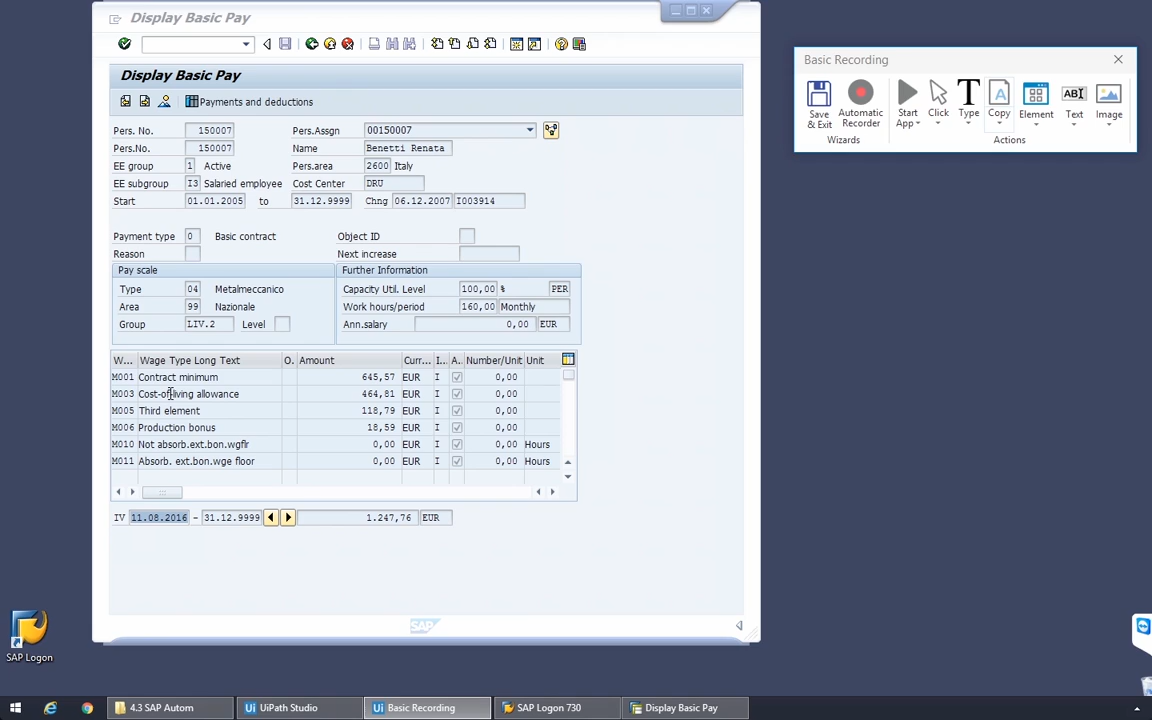 Display Basic Pay
Display Basic Pay
Payments and deductions
Pers. No. 150007 Pers.Assgn 00150007
Pers.No. 150007 Name Benetti Renata
EE group 1 Active Pers.area 2600 Italy
EE subgroup I3 Salaried employee Cost Center DRU
Start 01.01.2005 to 31.12.9999 Chng 06.12.2007 I003914
Payment type 0 Basic contract Object ID
Reason Next increase
Pay scale Further Information
Type 04 Metalmeccanico Capacity Util. Level 100,00 % PER
Area 99 Nazionale Work hours/period 160,00 Monthly
Group LIV.2 Level Ann.salary 0,00 EUR
W... Wage Type Long Text O. Amount Curr... I... A.. Number/Unit Unit
M001 Contract minimum 645,57 EUR I 0,00
M003 Cost-of-living allowance 464,81 EUR I 0,00
M005 Third element 118,79 EUR I 0,00
M006 Production bonus 18,59 EUR I 0,00
M010 Not absorb.ext.bon.wgflr 0,00 EUR I 0,00 Hours
M011 Absorb. ext.bon.wge floor 0,00 EUR I 0,00 Hours
IV 11.08.2016 - 31.12.9999 1.247,76 EUR
SAP
Basic Recording
Save & Exit Automatic Recorder Start App Click Type Copy Element Text Image
Wizards Actions
SAP Logon
4.3 SAP Autom UiPath Studio Basic Recording SAP Logon 730 Display Basic Pay